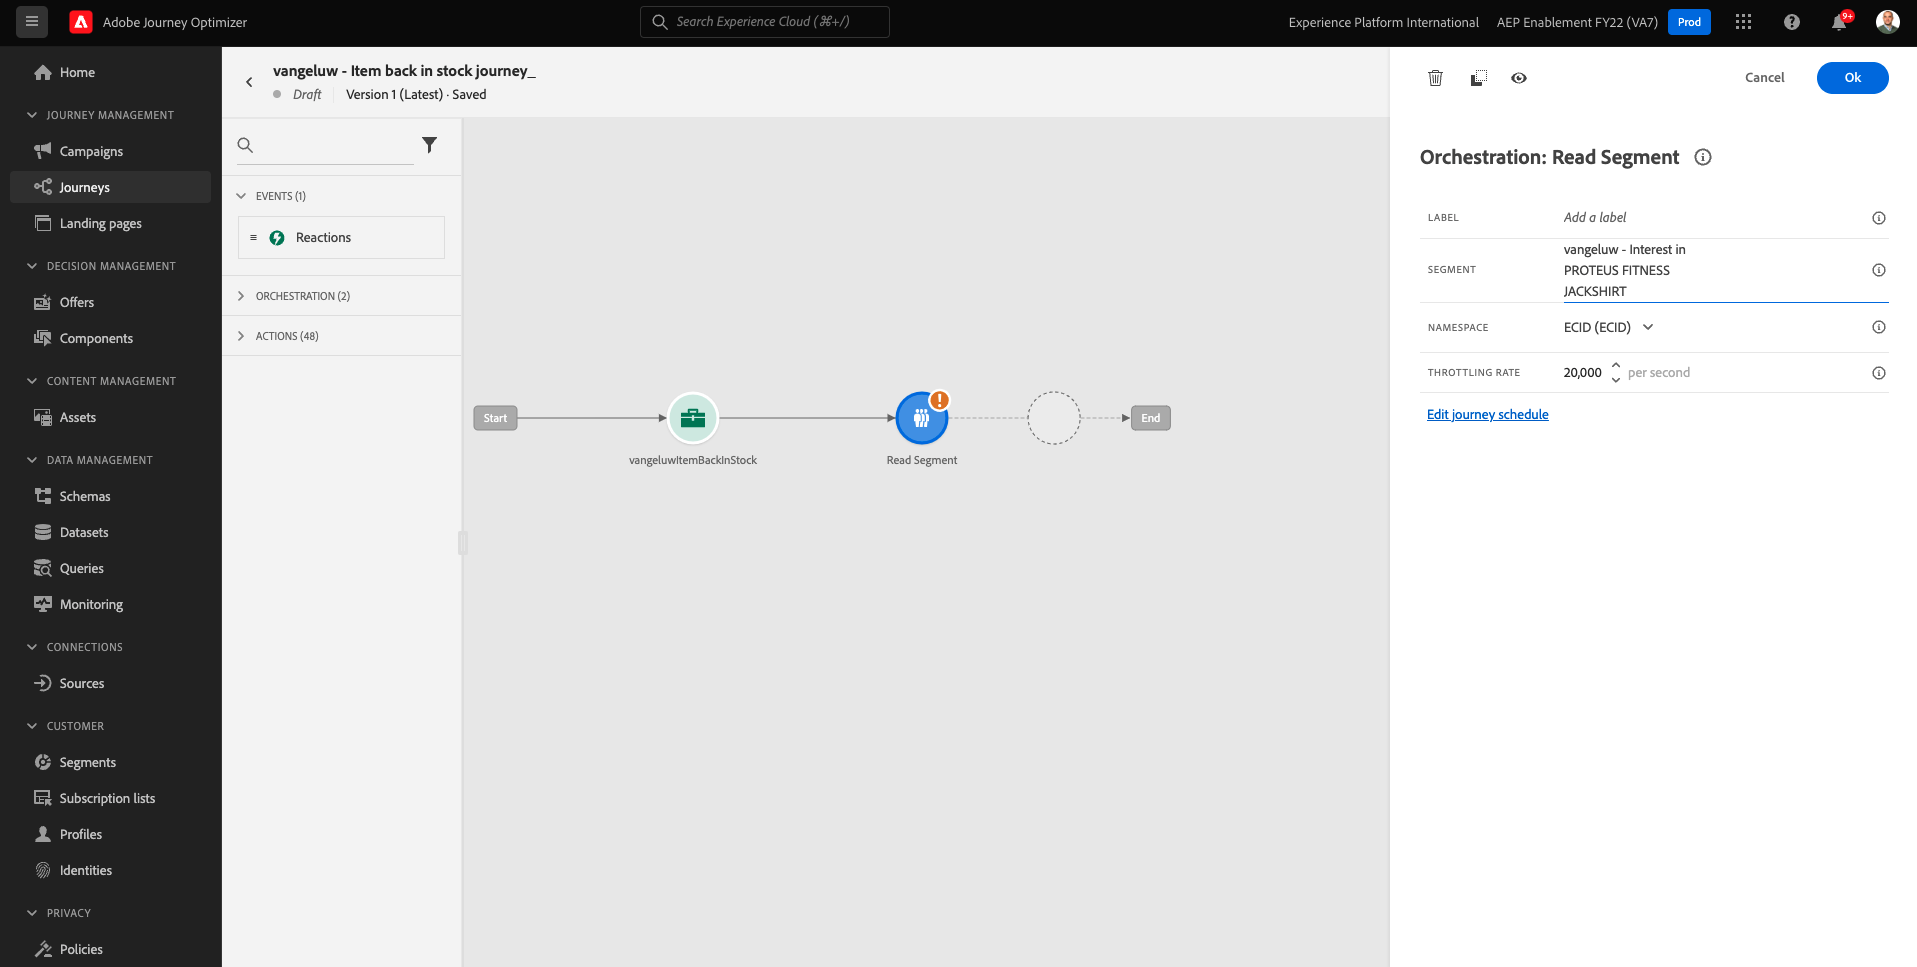 Adobe Journey Optimizer
Search Experience Cloud (⌘+/)
Experience Platform International
AEP Enablement FY22 (VA7)
Prod
9+
Home
JOURNEY MANAGEMENT
Campaigns
Journeys
Landing pages
DECISION MANAGEMENT
Offers
Components
CONTENT MANAGEMENT
Assets
DATA MANAGEMENT
Schemas
Datasets
Queries
Monitoring
CONNECTIONS
Sources
CUSTOMER
Segments
Subscription lists
Profiles
Identities
PRIVACY
Policies
vangeluw - Item back in stock journey_
Draft
Version 1 (Latest) · Saved
EVENTS (1)
Reactions
ORCHESTRATION (2)
ACTIONS (48)
Start
vangeluwItemBackInStock
Read Segment
End
Cancel
Ok
Orchestration: Read Segment
LABEL
Add a label
SEGMENT
vangeluw - Interest in
PROTEUS FITNESS
JACKSHIRT
NAMESPACE
ECID (ECID)
THROTTLING RATE
20,000
per second
Edit journey schedule